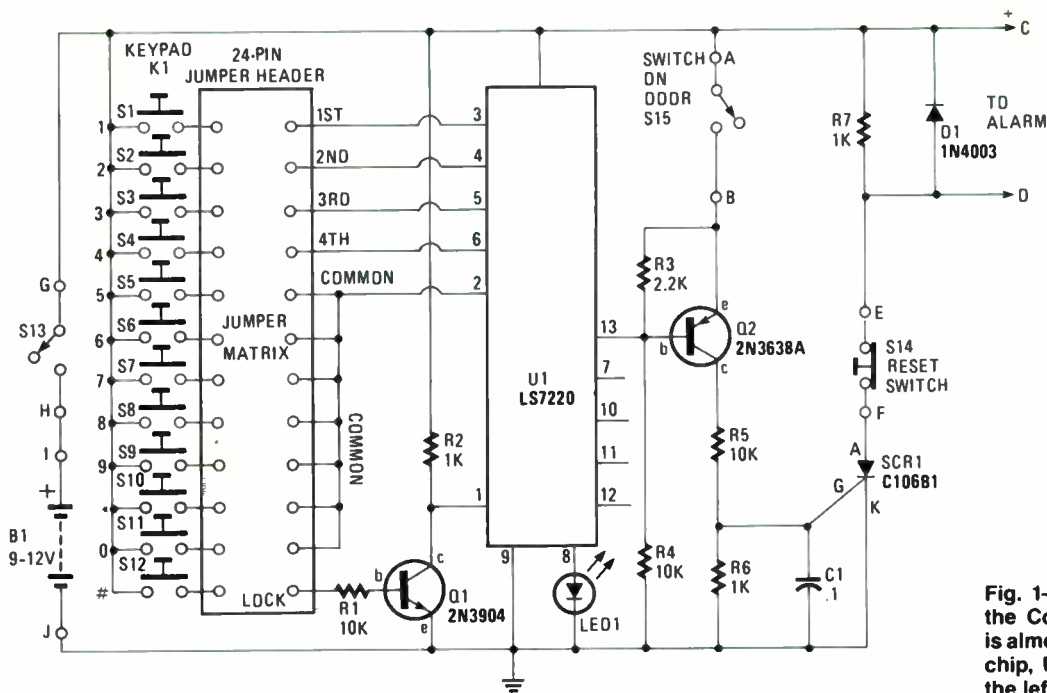 +
C
KEYPAD
K1
24-PIN
JUMPER HEADER
SWITCH
ON
DDDR
S15
A
B
S1
1
S2
2
S3
3
S4
4
S5
5
S6
6
S7
7
S8
8
S9
9
S10
*
S11
0
S12
#
1ST
2ND
3RD
4TH
COMMON
JUMPER
MATRIX
COMMON
LOCK
3
4
5
6
2
1
9
8
13
7
10
11
12
U1
LS7220
R7
1K
D1
1N4003
TD
ALARM
D
G
S13
H
I
+
B1
9-12V
J
R1
10K
R2
1K
b
c
e
Q1
2N3904
LED1
R3
2.2K
e
b
c
Q2
2N3638A
R4
10K
R5
10K
R6
1K
C1
.1
E
S14
RESET
SWITCH
F
A
G
K
SCR1
C106B1
Fig. 1-
the Co
is almo
chip, U
the left